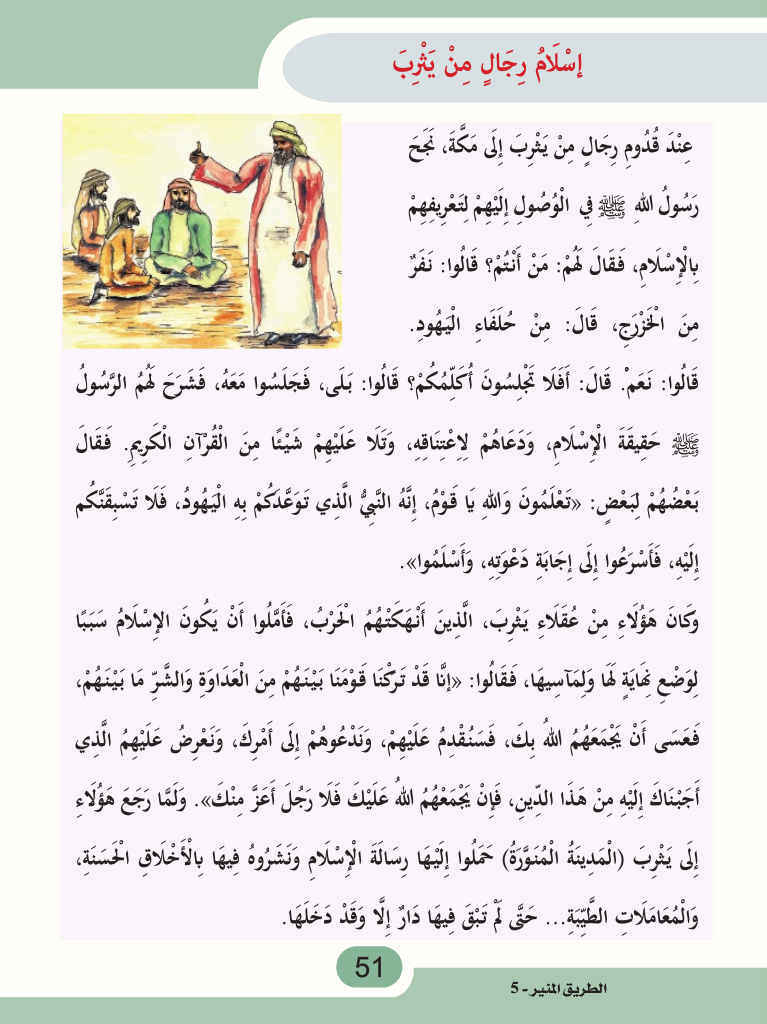 إسْلَامُ رِجَالٍ مِنْ يَثْرِبَ
عِنْدَ قُدُومِ رِجَالٍ مِنْ يَثْرِبَ إِلَى مَكَّةَ، نَجَحَ
رَسُولُ اللهِ ﷺ فِي الْوُصُولِ إِلَيْهِمْ لِتَعْرِيفِهِمْ
بِالْإِسْلَامِ، فَقَالَ لَهُمْ: مَنْ أَنْتُمْ؟ قَالُوا: نَفَرٌ
مِنَ الْخَزْرَجِ، قَالَ: مِنْ حُلَفَاءِ الْيَهُودِ.
قَالُوا: نَعَمْ. قَالَ: أَفَلَا تَجْلِسُونَ أُكَلِّمُكُمْ؟ قَالُوا: بَلَى، فَجَلَسُوا مَعَهُ، فَشَرَحَ لَهُمُ الرَّسُولُ
ﷺ حَقِيقَةَ الْإِسْلَامِ، وَدَعَاهُمْ لِاِعْتِنَاقِهِ، وَتَلَا عَلَيْهِمْ شَيْئًا مِنَ الْقُرْآنِ الْكَرِيمِ. فَقَالَ
بَعْضُهُمْ لِبَعْضٍ: «تَعْلَمُونَ وَاللهِ يَا قَوْمُ، إِنَّهُ النَّبِيُّ الَّذِي تَوَعَّدَكُمْ بِهِ الْيَهُودُ، فَلَا تَسْبِقَنَّكُم
إِلَيْهِ، فَأَسْرَعُوا إِلَى إِجَابَةِ دَعْوَتِهِ، وَأَسْلَمُوا».
وَكَانَ هَؤُلَاءِ مِنْ عُقَلَاءِ يَثْرِبَ، الَّذِينَ أَنْهَكَتْهُمُ الْحَرْبُ، فَأَمَّلُوا أَنْ يَكُونَ الإِسْلَامُ سَبَبًا
لِوَضْعِ نِهَايَةٍ لَهَا وَلِمَآسِيهَا، فَقَالُوا: «إِنَّا قَدْ تَرَكْنَا قَوْمَنَا بَيْنَهُمْ مِنَ الْعَدَاوَةِ وَالشَّرِّ مَا بَيْنَهُمْ،
فَعَسَى أَنْ يَجْمَعَهُمُ اللهُ بِكَ، فَسَنُقْدِمُ عَلَيْهِمْ، وَنَدْعُوهُمْ إِلَى أَمْرِكَ، وَنَعْرِضُ عَلَيْهِمُ الَّذِي
أَجَبْنَاكَ إِلَيْهِ مِنْ هَذَا الدِّينِ، فَإِنْ يَجْمَعْهُمُ اللهُ عَلَيْكَ فَلَا رَجُلَ أَعَزَّ مِنْكَ». وَلَمَّا رَجَعَ هَؤُلَاءِ
إِلَى يَثْرِبَ (الْمَدِينَةُ الْمُنَوَّرَةُ) حَمَلُوا إِلَيْهَا رِسَالَةَ الْإِسْلَامِ وَنَشَرُوهُ فِيهَا بِالْأَخْلَاقِ الْحَسَنَةِ،
وَالْمُعَامَلَاتِ الطَّيِّبَةِ... حَتَّى لَمْ تَبْقَ فِيهَا دَارٌ إِلَّا وَقَدْ دَخَلَهَا.
51
الطريق المنير - 5